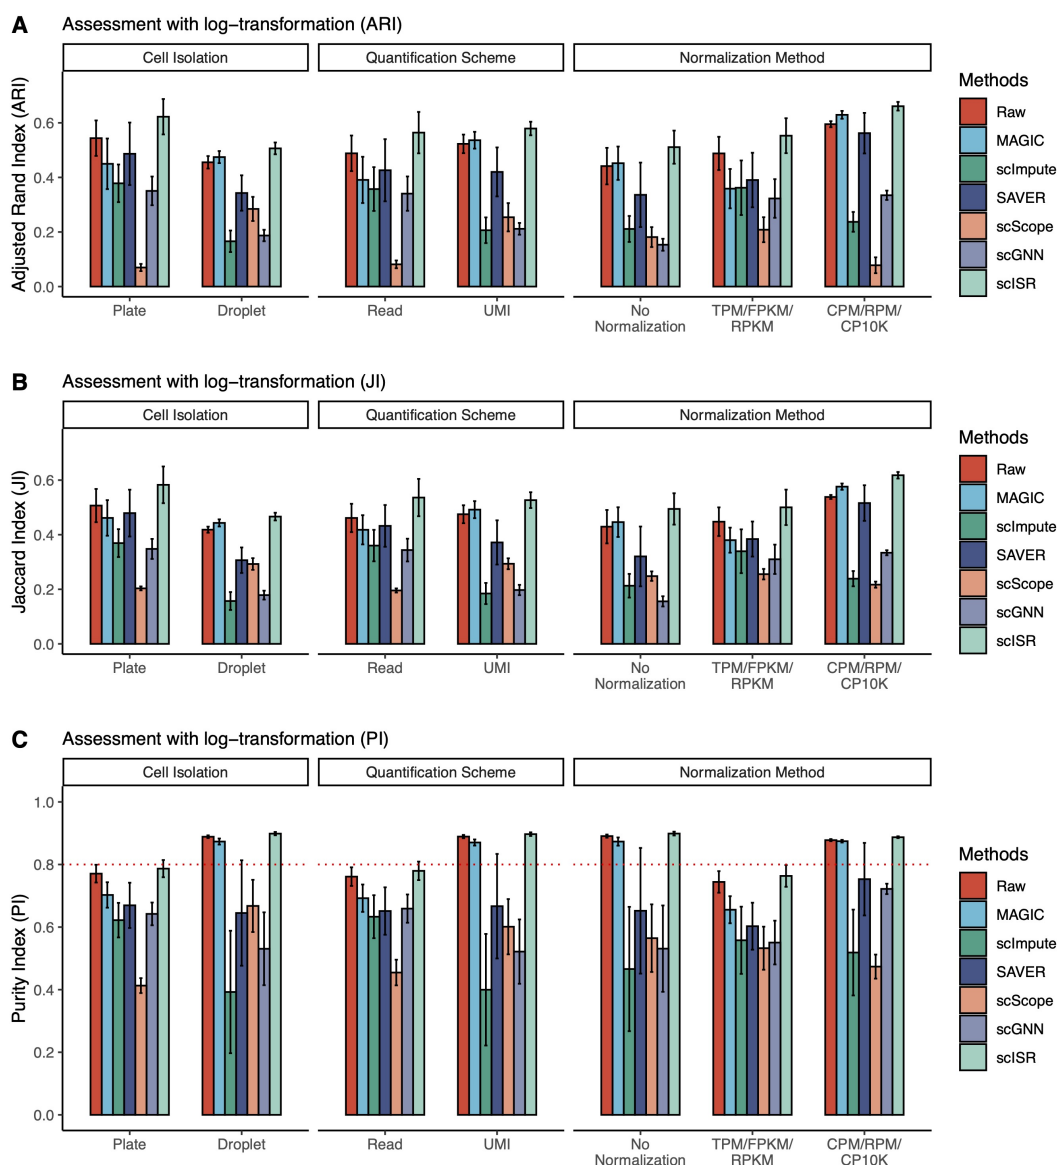 A Assessment with log−transformation (ARI)
Cell Isolation Quantification Scheme Normalization Method
Adjusted Rand Index (ARI)
0.6
0.4
0.2
0.0
Plate Droplet Read UMI No Normalization TPM/FPKM/ RPKM CPM/RPM/ CP10K
Methods
Raw
MAGIC
scImpute
SAVER
scScope
scGNN
scISR
B Assessment with log−transformation (JI)
Cell Isolation Quantification Scheme Normalization Method
Jaccard Index (JI)
0.6
0.4
0.2
0.0
Plate Droplet Read UMI No Normalization TPM/FPKM/ RPKM CPM/RPM/ CP10K
Methods
Raw
MAGIC
scImpute
SAVER
scScope
scGNN
scISR
C Assessment with log−transformation (PI)
Cell Isolation Quantification Scheme Normalization Method
Purity Index (PI)
1.0
0.8
0.6
0.4
0.2
0.0
Plate Droplet Read UMI No Normalization TPM/FPKM/ RPKM CPM/RPM/ CP10K
Methods
Raw
MAGIC
scImpute
SAVER
scScope
scGNN
scISR